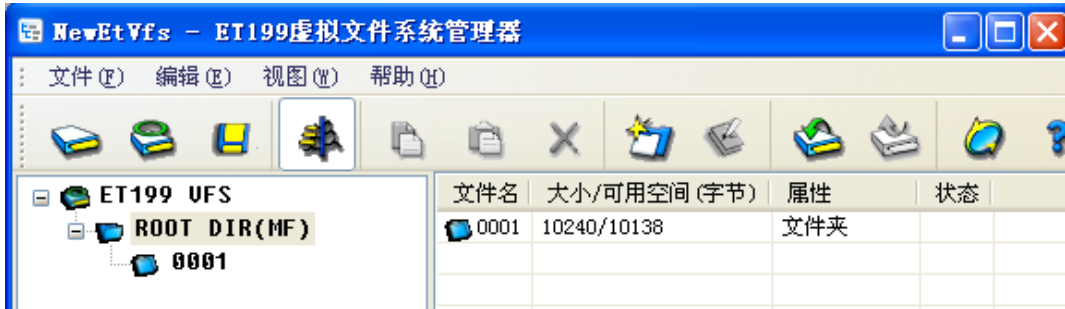 NewEtVfs - ET199虚拟文件系统管理器
文件(F) 编辑(E) 视图(W) 帮助(H)
ET199 VFS
ROOT DIR(MF)
0001
文件名 大小/可用空间(字节) 属性 状态
0001 10240/10138 文件夹